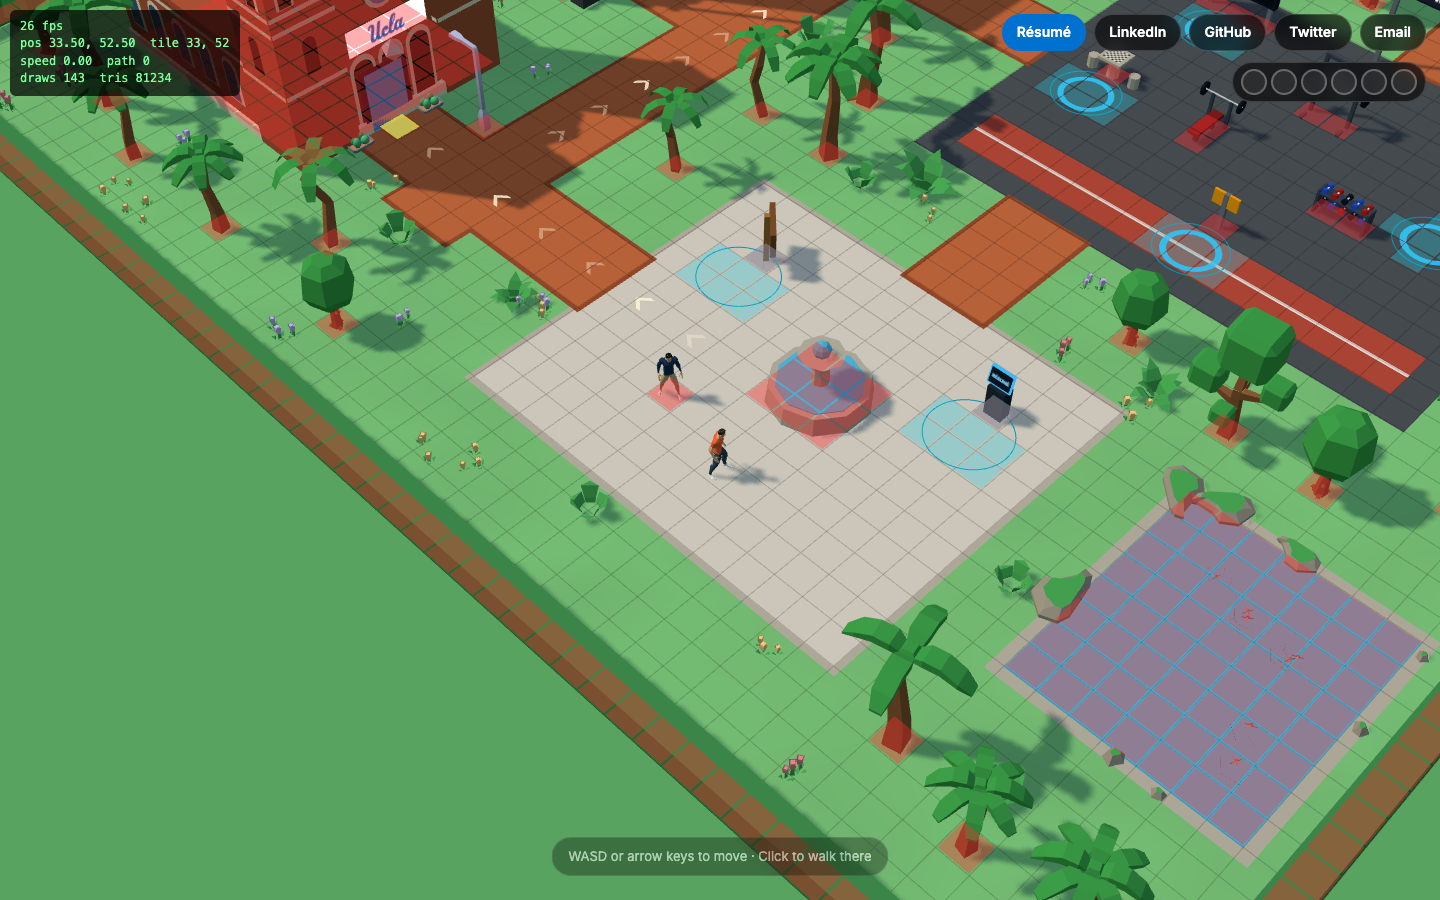 26 fps
pos 33.50, 52.50 tile 33, 52
speed 0.00 path 0
draws 143 tris 81234
Ucla
Résumé
LinkedIn
GitHub
Twitter
Email
WASD or arrow keys to move · Click to walk there